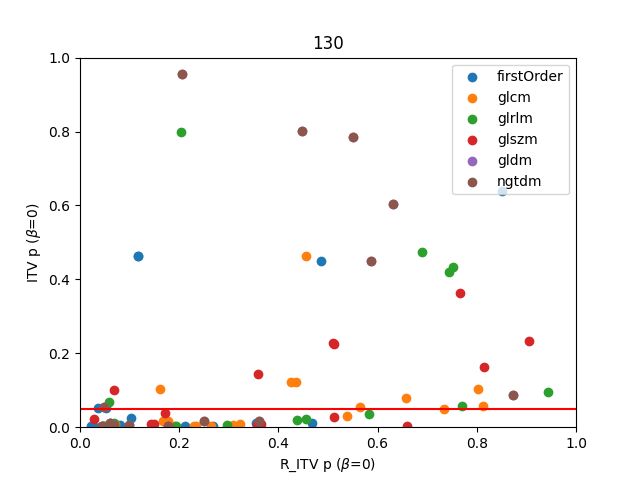 130
1.0
0.8
0.6
0.4
0.2
0.0
ITV p (β=0)
firstOrder
glcm
glrlm
glszm
gldm
ngtdm
0.0 0.2 0.4 0.6 0.8 1.0
R_ITV p (β=0)